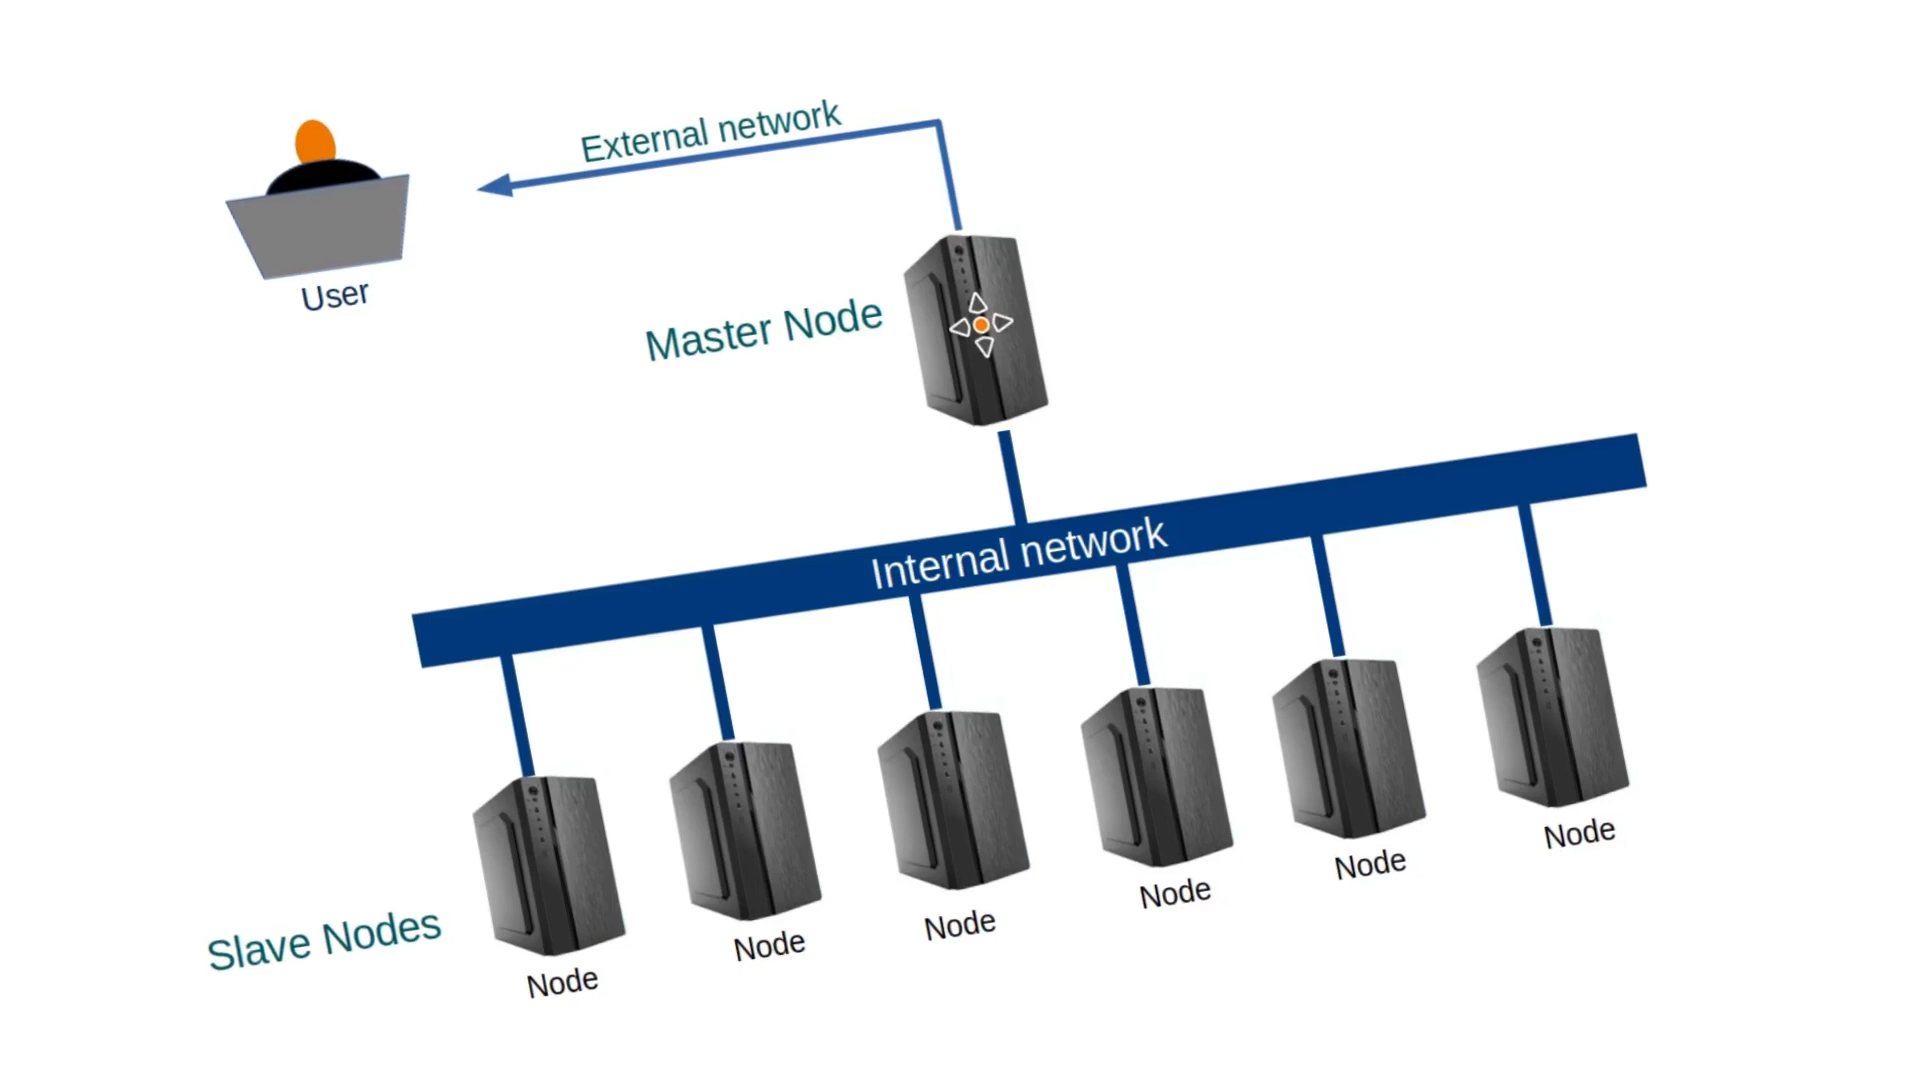 External network
User
Master Node
Internal network
Slave Nodes
Node
Node
Node
Node
Node
Node